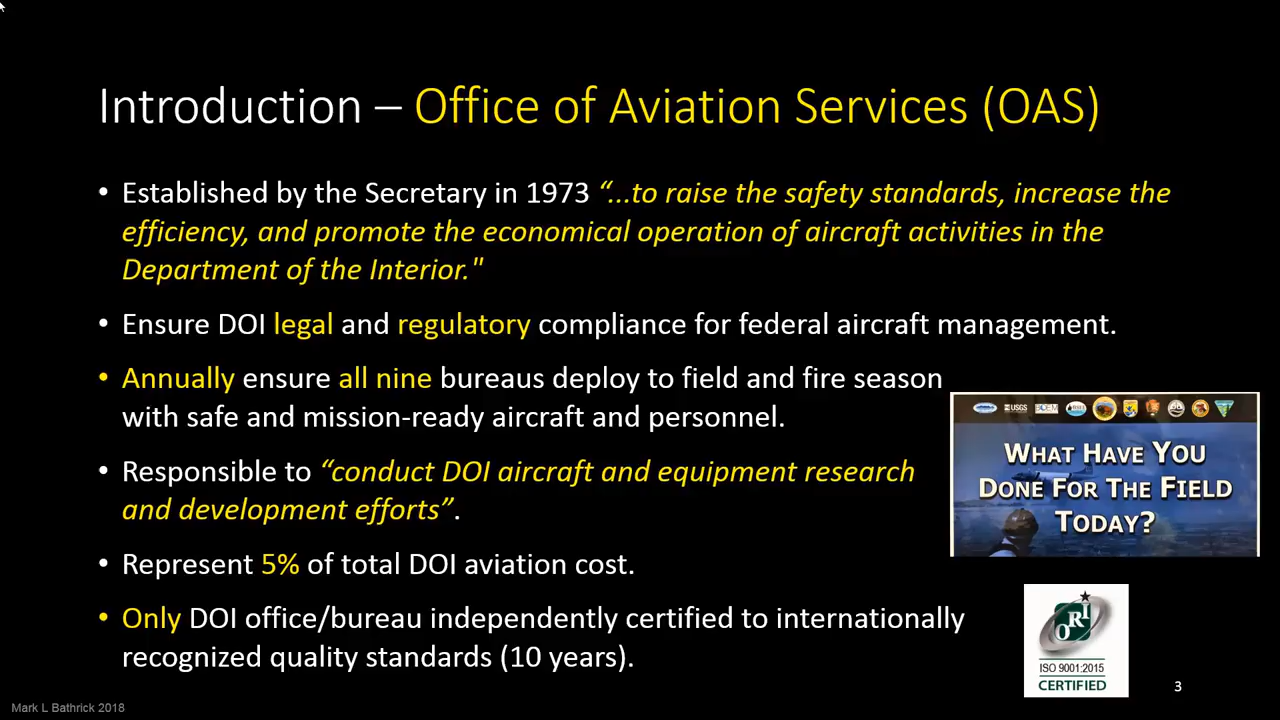 Introduction – Office of Aviation Services (OAS)
• Established by the Secretary in 1973 “...to raise the safety standards, increase the
efficiency, and promote the economical operation of aircraft activities in the
Department of the Interior."
• Ensure DOI legal and regulatory compliance for federal aircraft management.
• Annually ensure all nine bureaus deploy to field and fire season
with safe and mission-ready aircraft and personnel.
• Responsible to “conduct DOI aircraft and equipment research
and development efforts”.
• Represent 5% of total DOI aviation cost.
• Only DOI office/bureau independently certified to internationally
recognized quality standards (10 years).
USGS
WHAT HAVE YOU
DONE FOR THE FIELD
TODAY?
ORI
ISO 9001:2015
CERTIFIED
3
Mark L Bathrick 2018